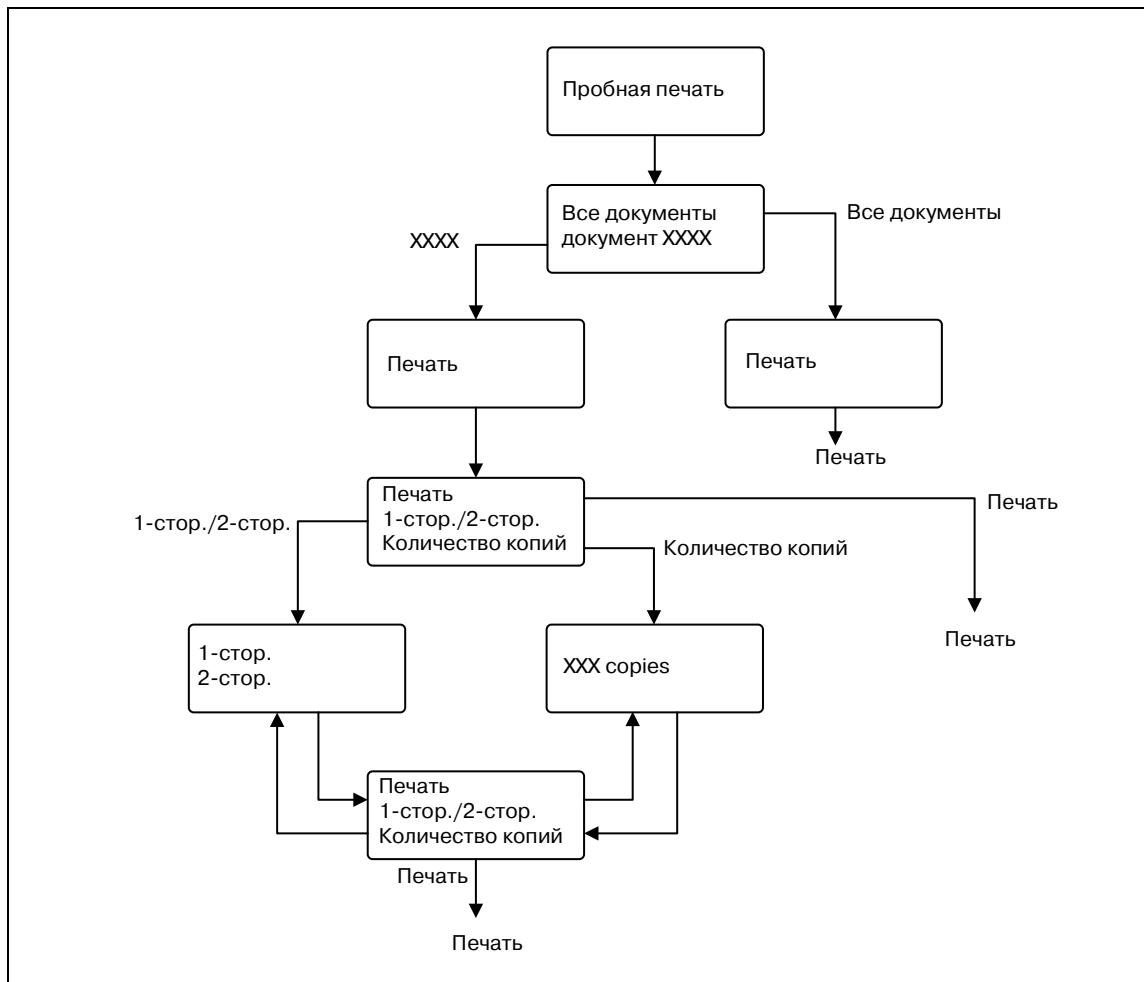 Пробная печать
Все документы
документ XXXX
Все документы
XXXX
Печать
Печать
Печать
Печать
1-стор./2-стор.
Количество копий
Печать
1-стор./2-стор.
Количество копий
1-стор.
2-стор.
XXX copies
Печать
Печать
1-стор./2-стор.
Количество копий
Печать
Печать